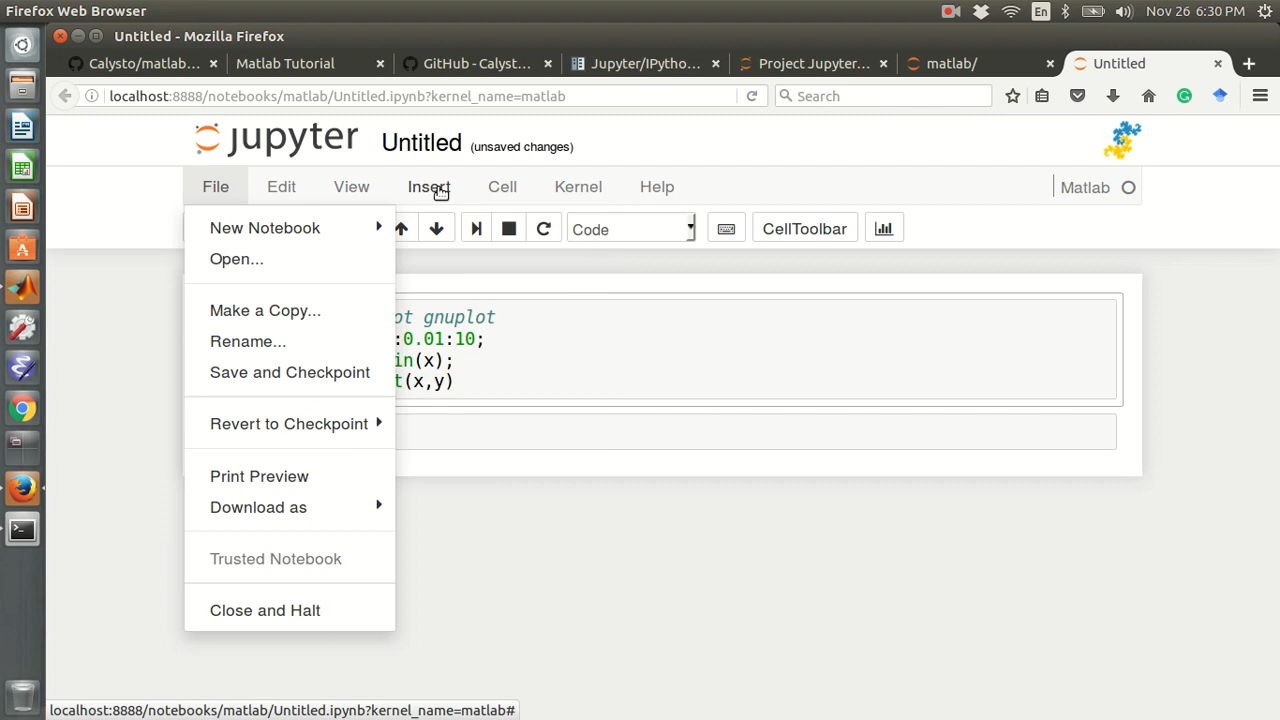 Firefox Web Browser
En
Nov 26 6:30 PM
Untitled - Mozilla Firefox
Calysto/matlab...
Matlab Tutorial
GitHub - Calyst...
Jupyter/IPytho...
Project Jupyter...
matlab/
Untitled
localhost:8888/notebooks/matlab/Untitled.ipynb?kernel_name=matlab
Search
jupyter
Untitled
(unsaved changes)
File Edit View Insert Cell Kernel Help
Matlab
Code
CellToolbar
New Notebook
Open...
Make a Copy...
Rename...
Save and Checkpoint
Revert to Checkpoint
Print Preview
Download as
Trusted Notebook
Close and Halt
ot gnuplot
:0.01:10;
in(x);
t(x,y)
localhost:8888/notebooks/matlab/Untitled.ipynb?kernel_name=matlab#